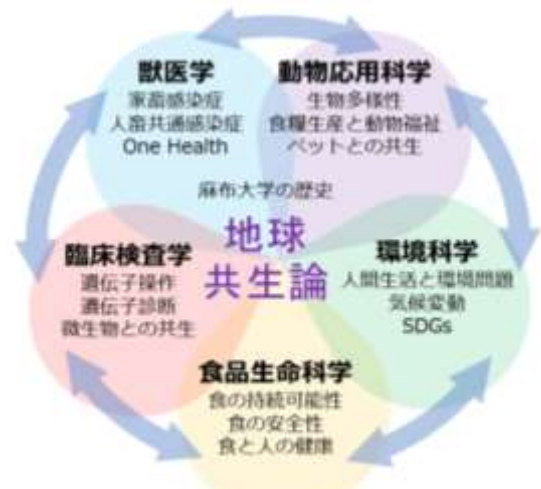 獣医学
家畜感染症
人畜共通感染症
One Health
動物応用科学
生物多様性
食糧生産と動物福祉
ペットとの共生
麻布大学の歴史
地球
共生論
臨床検査学
遺伝子操作
遺伝子診断
微生物との共生
環境科学
人間生活と環境問題
気候変動
SDGs
食品生命科学
食の持続可能性
食の安全性
食と人の健康